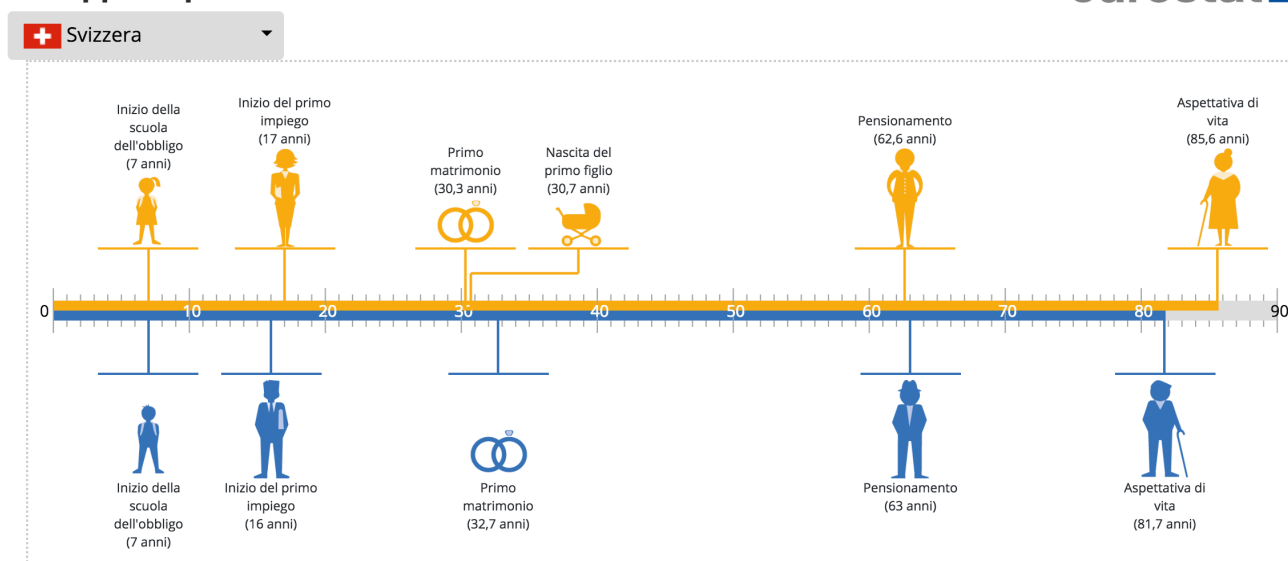 Svizzera
Inizio della
scuola
dell'obbligo
(7 anni)
Inizio del primo
impiego
(17 anni)
Primo
matrimonio
(30,3 anni)
Nascita del
primo figlio
(30,7 anni)
Pensionamento
(62,6 anni)
Aspettativa di
vita
(85,6 anni)
0 10 20 30 40 50 60 70 80 90
Inizio della
scuola
dell'obbligo
(7 anni)
Inizio del primo
impiego
(16 anni)
Primo
matrimonio
(32,7 anni)
Pensionamento
(63 anni)
Aspettativa di
vita
(81,7 anni)